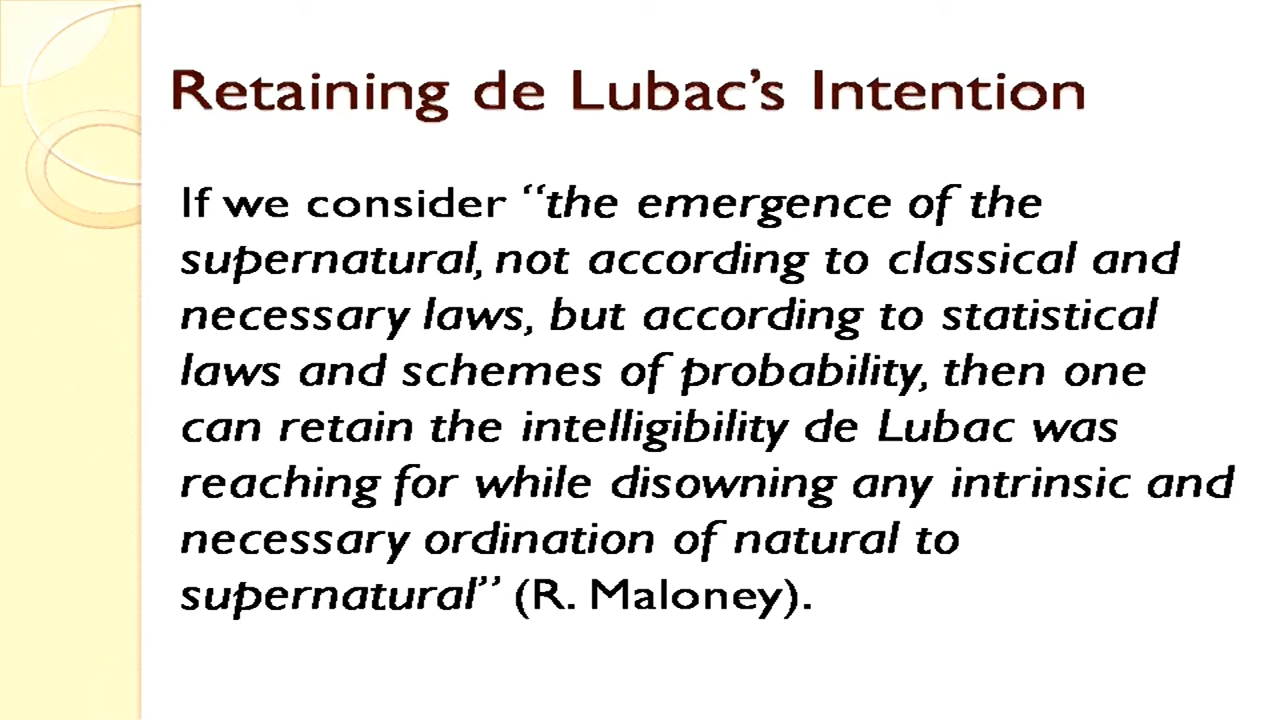 Retaining de Lubac’s Intention
If we consider “the emergence of the
supernatural, not according to classical and
necessary laws, but according to statistical
laws and schemes of probability, then one
can retain the intelligibility de Lubac was
reaching for while disowning any intrinsic and
necessary ordination of natural to
supernatural” (R. Maloney).